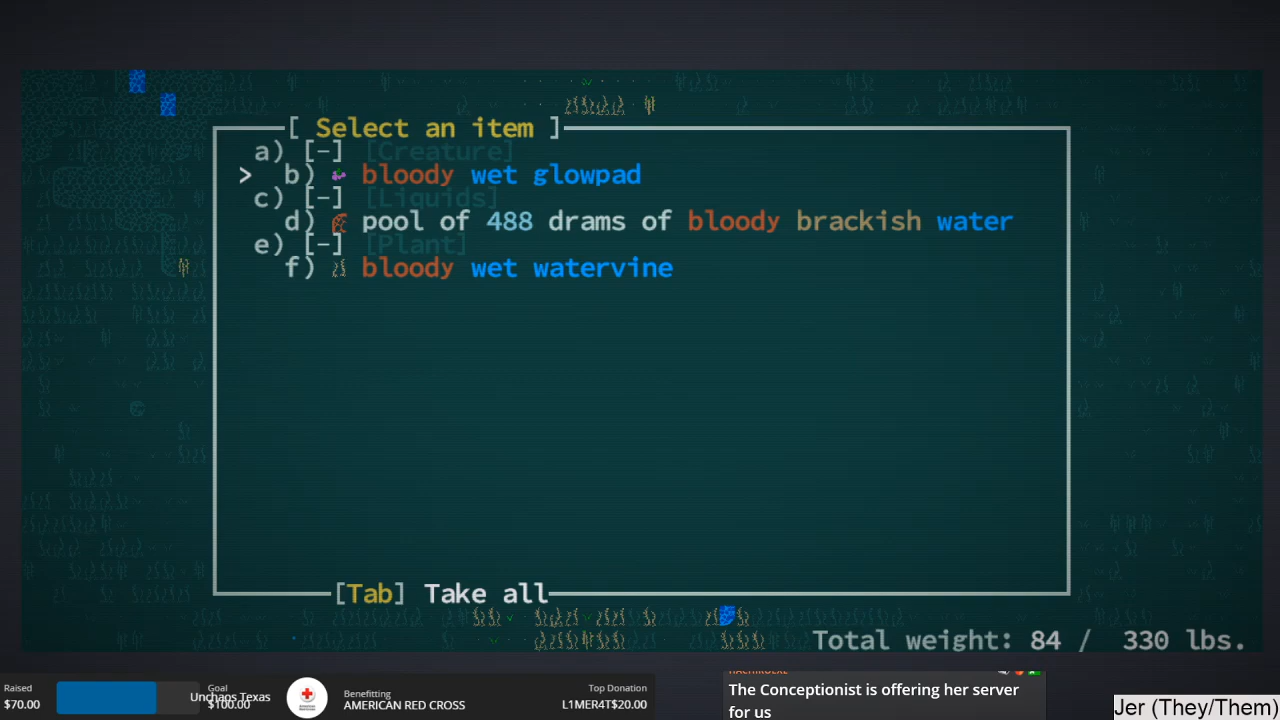 [ Select an item ]
a) [-] [Creature]
> b) bloody wet glowpad
c) [-] [Liquids]
d) pool of 488 drams of bloody brackish water
e) [-] [Plant]
f) bloody wet watervine
[Tab] Take all
Total weight: 84 / 330 lbs.
Raised
$70.00
Goal
Unchaos Texas
Benefitting
AMERICAN RED CROSS
Top Donation
L1MER4T$20.00
The Conceptionist is offering her server
for us
Jer (They/Them)